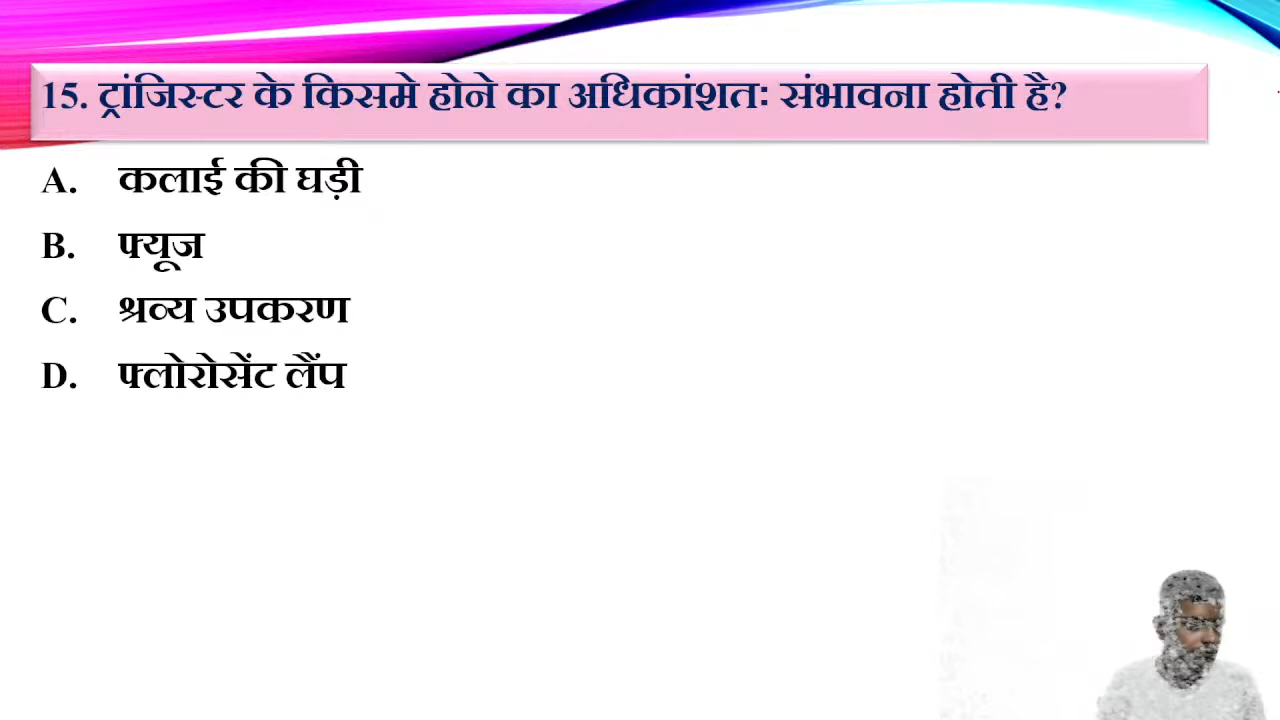 15. ट्रांजिस्टर के किसमे होने का अधिकांशतः संभावना होती है?
A. कलाई की घड़ी
B. फ्यूज
C. श्रव्य उपकरण
D. फ्लोरोसेंट लैंप